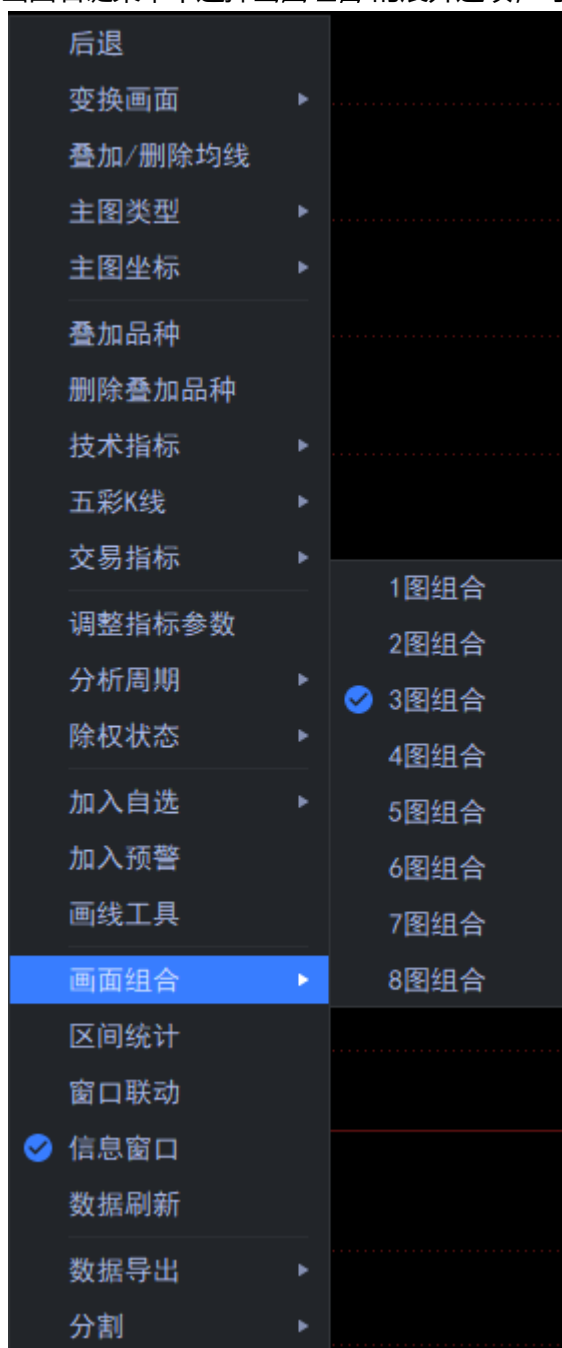 后退
变换画面
叠加/删除均线
主图类型
主图坐标
叠加品种
删除叠加品种
技术指标
五彩K线
交易指标
调整指标参数
分析周期
除权状态
加入自选
加入预警
画线工具
画面组合
1图组合
2图组合
3图组合
4图组合
5图组合
6图组合
7图组合
8图组合
区间统计
窗口联动
信息窗口
数据刷新
数据导出
分割